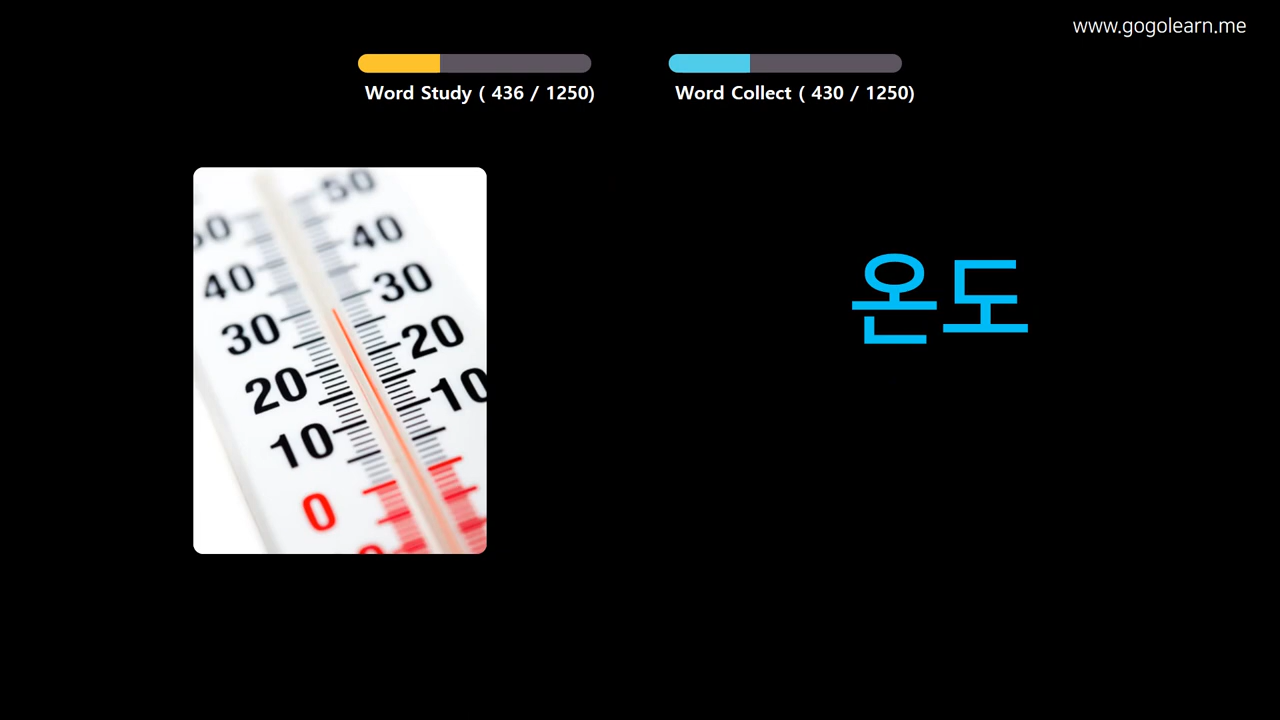 www.gogolearn.me
Word Study ( 436 / 1250)
Word Collect ( 430 / 1250)
50
50
40
40
30
30
20
20
10
10
0
온도